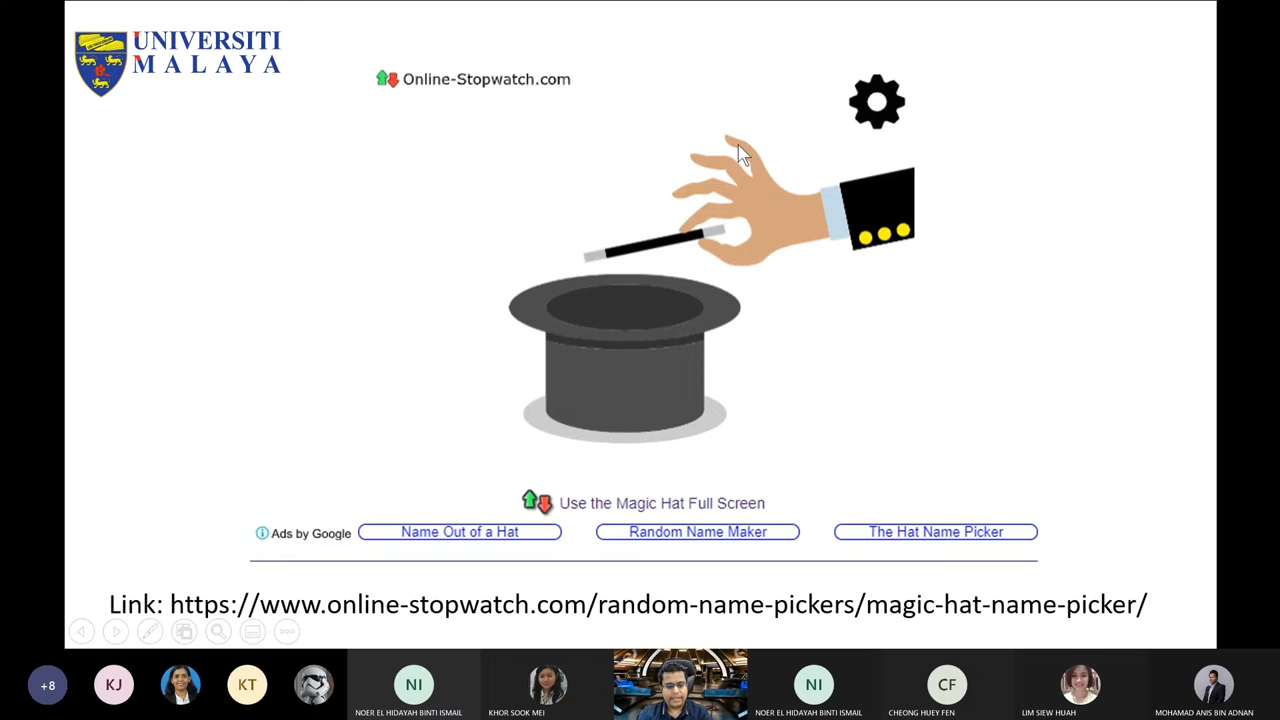 UNIVERSITI
MALAYA
Online-Stopwatch.com
Use the Magic Hat Full Screen
Ads by Google
Name Out of a Hat
Random Name Maker
The Hat Name Picker
Link: https://www.online-stopwatch.com/random-name-pickers/magic-hat-name-picker/
+8
KJ
KT
NI
NI
CF
NOER EL HIDAYAH BINTI ISMAIL
KHOR SOOK MEI
NOER EL HIDAYAH BINTI ISMAIL
CHEONG HUEY FEN
LIM SIEW HUAH
MOHAMAD ANIS BIN ADNAN